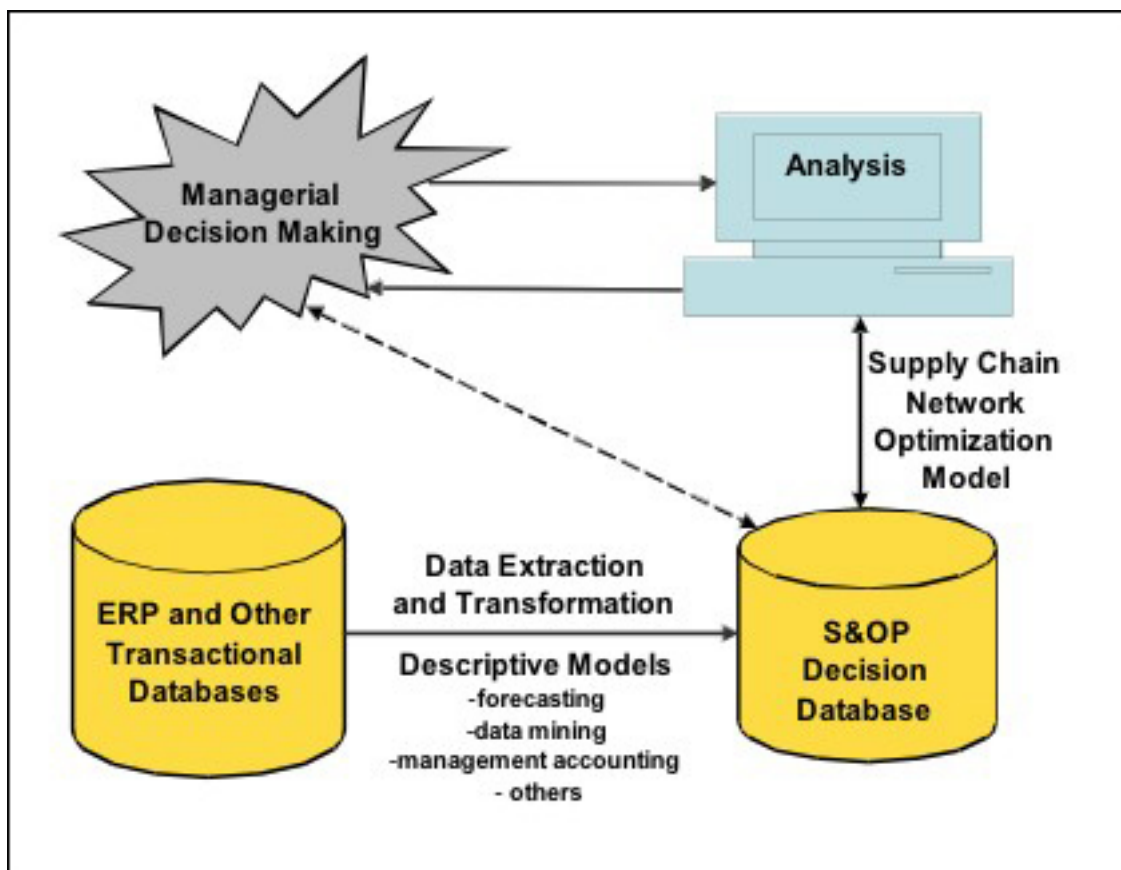 Managerial
Decision Making
Analysis
Supply Chain
Network
Optimization
Model
ERP and Other
Transactional
Databases
Data Extraction
and Transformation
Descriptive Models
-forecasting
-data mining
-management accounting
- others
S&OP
Decision
Database